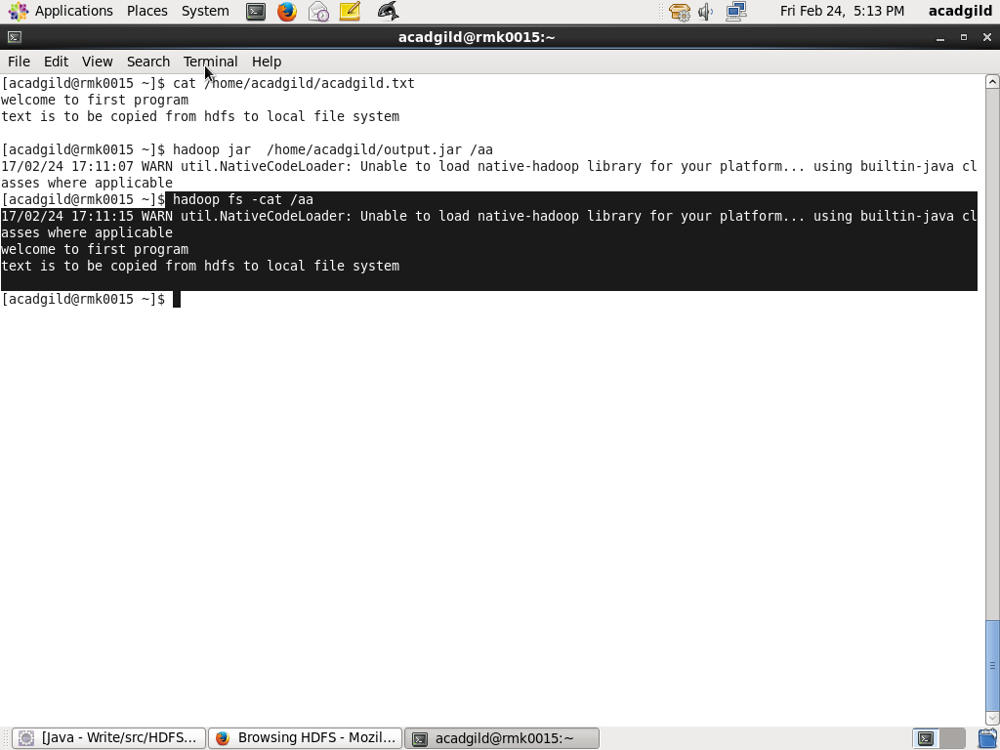 Applications Places System Fri Feb 24, 5:13 PM acadgild
acadgild@rmk0015:~
File Edit View Search Terminal Help
[acadgild@rmk0015 ~]$ cat /home/acadgild/acadgild.txt
welcome to first program
text is to be copied from hdfs to local file system
[acadgild@rmk0015 ~]$ hadoop jar  /home/acadgild/output.jar /aa
17/02/24 17:11:07 WARN util.NativeCodeLoader: Unable to load native-hadoop library for your platform... using builtin-java cl
asses where applicable
[acadgild@rmk0015 ~]$ hadoop fs -cat /aa
17/02/24 17:11:15 WARN util.NativeCodeLoader: Unable to load native-hadoop library for your platform... using builtin-java cl
asses where applicable
welcome to first program
text is to be copied from hdfs to local file system
[acadgild@rmk0015 ~]$
[Java - Write/src/HDFS... Browsing HDFS - Mozil... acadgild@rmk0015:~